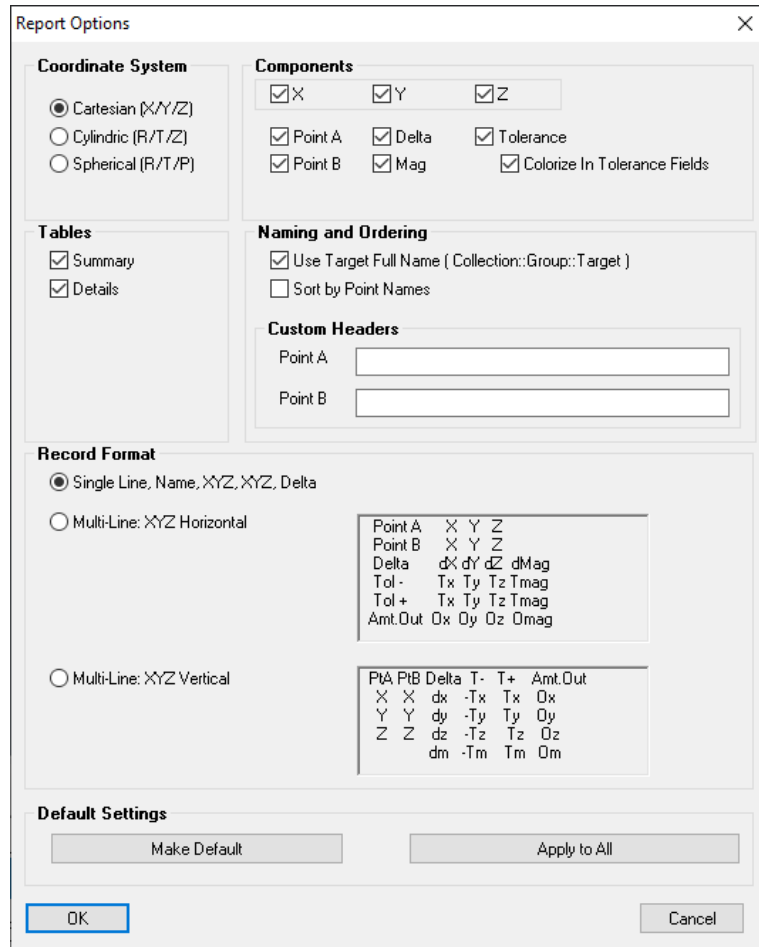 Report Options
Coordinate System
Cartesian (X/Y/Z)
Cylindric (R/T/Z)
Spherical (R/T/P)
Components
X Y Z
Point A Delta Tolerance
Point B Mag Colorize In Tolerance Fields
Tables
Summary
Details
Naming and Ordering
Use Target Full Name ( Collection::Group::Target )
Sort by Point Names
Custom Headers
Point A
Point B
Record Format
Single Line, Name, XYZ, XYZ, Delta
Multi-Line: XYZ Horizontal
Point A X Y Z
Point B X Y Z
Delta dX dY dZ dMag
Tol - Tx Ty Tz Tmag
Tol + Tx Ty Tz Tmag
Amt.Out Ox Oy Oz Omag
Multi-Line: XYZ Vertical
PtA PtB Delta T- T+ Amt.Out
X X dx -Tx Tx Ox
Y Y dy -Ty Ty Oy
Z Z dz -Tz Tz Oz
dm -Tm Tm Om
Default Settings
Make Default
Apply to All
OK
Cancel